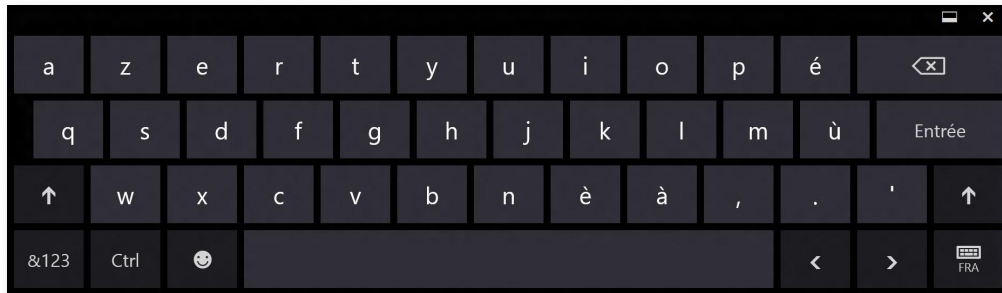 a z e r t y u i o p é
q s d f g h j k l m ù Entrée
w x c v b n è à , . '
&123 Ctrl < >
FRA